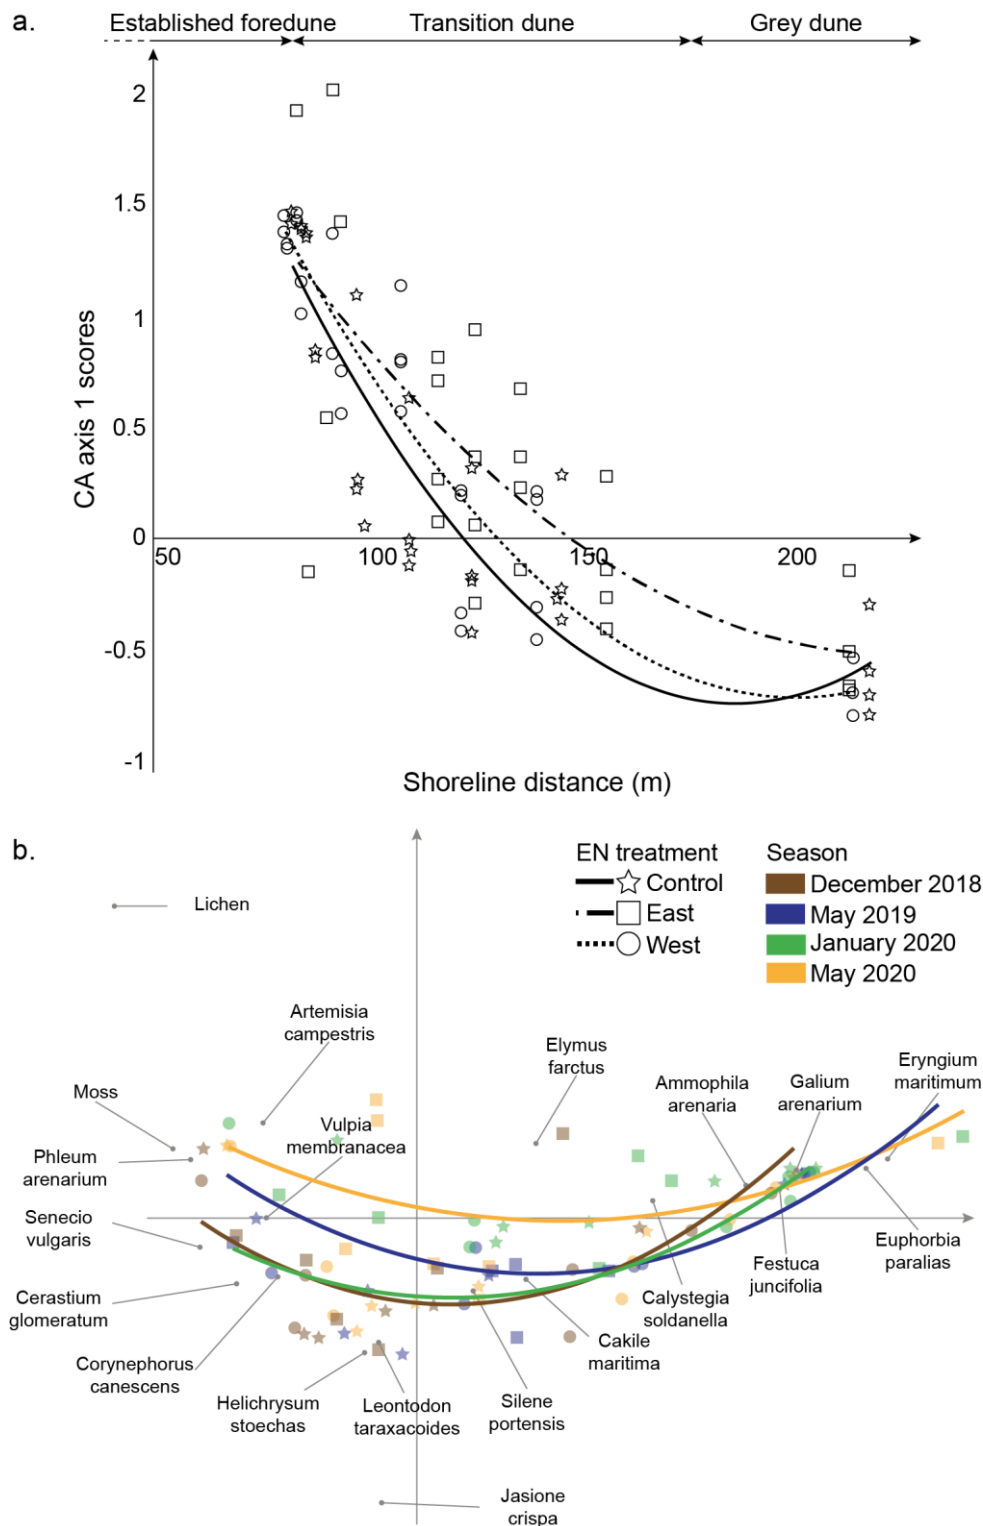 a.
Established foredune
Transition dune
Grey dune
2
1.5
1
0.5
0
-0.5
-1
50
100
150
200
CA axis 1 scores
Shoreline distance (m)
b.
EN treatment
Control
East
West
Season
December 2018
May 2019
January 2020
May 2020
Lichen
Artemisia
campestris
Elymus
farctus
Eryngium
maritimum
Moss
Ammophila
arenaria
Galium
arenarium
Vulpia
membranacea
Phleum
arenarium
Senecio
vulgaris
Euphorbia
paralias
Festuca
juncifolia
Cerastium
glomeratum
Calystegia
soldanella
Cakile
maritima
Corynephorus
canescens
Helichrysum
stoechas
Leontodon
taraxacoides
Silene
portensis
Jasione
crispa